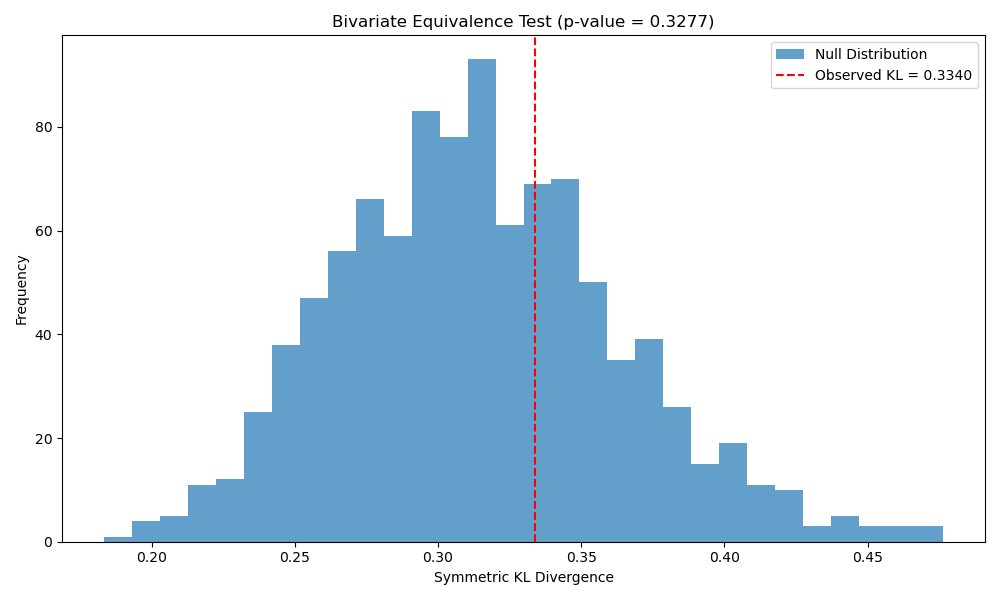 Bivariate Equivalence Test (p-value = 0.3277)
Null Distribution
Observed KL = 0.3340
Frequency
80
60
40
20
0
0.20 0.25 0.30 0.35 0.40 0.45
Symmetric KL Divergence